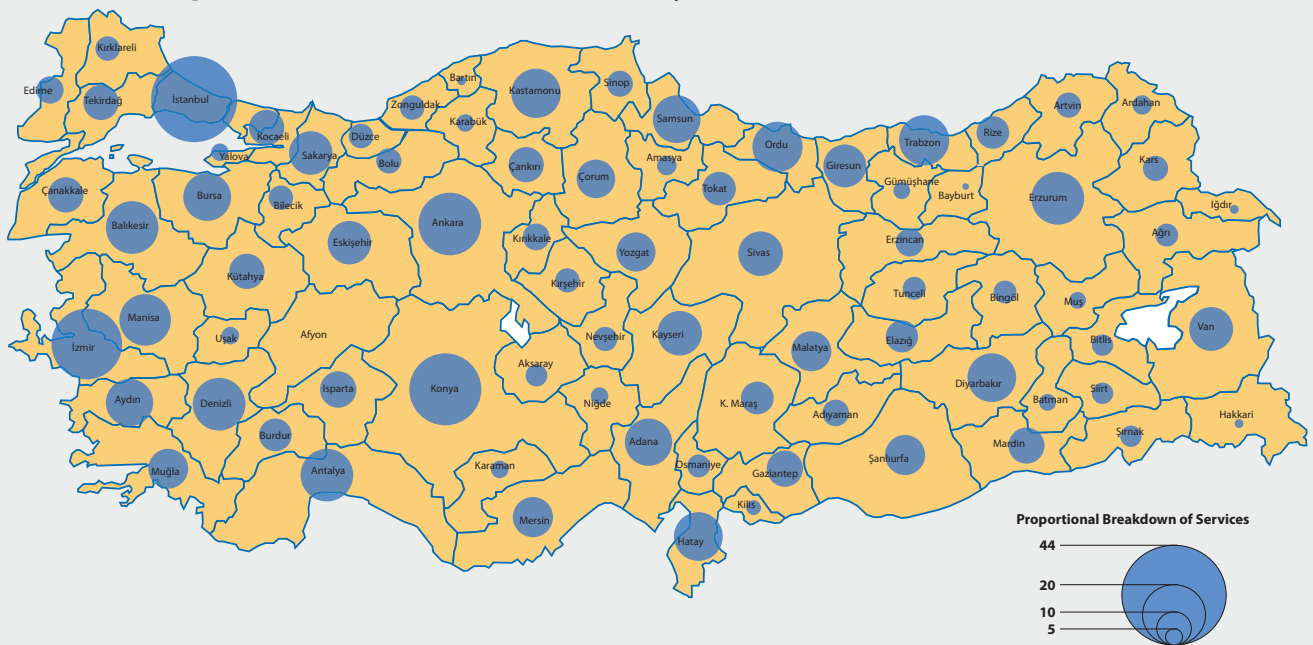 Kırklareli
Edirne
Tekirdağ
İstanbul
Kocaeli
Yalova
Sakarya
Düzce
Bolu
Zonguldak
Bartın
Karabük
Kastamonu
Sinop
Samsun
Çankırı
Çorum
Amasya
Tokat
Ordu
Giresun
Trabzon
Rize
Artvin
Ardahan
Kars
Iğdır
Gümüşhane
Bayburt
Erzurum
Ağrı
Çanakkale
Balıkesir
Bursa
Bilecik
Eskişehir
Ankara
Kırıkkale
Yozgat
Sivas
Erzincan
Kütahya
Kırşehir
Tunceli
Bingöl
Muş
Manisa
İzmir
Uşak
Afyon
Nevşehir
Kayseri
Malatya
Elazığ
Bitlis
Van
Aksaray
Konya
Isparta
Denizli
Aydın
Niğde
K. Maraş
Adıyaman
Diyarbakır
Batman
Siirt
Hakkari
Şırnak
Mardin
Burdur
Muğla
Antalya
Karaman
Adana
Osmaniye
Gaziantep
Şanlıurfa
Mersin
Kilis
Hatay
Proportional Breakdown of Services
44
20
10
5